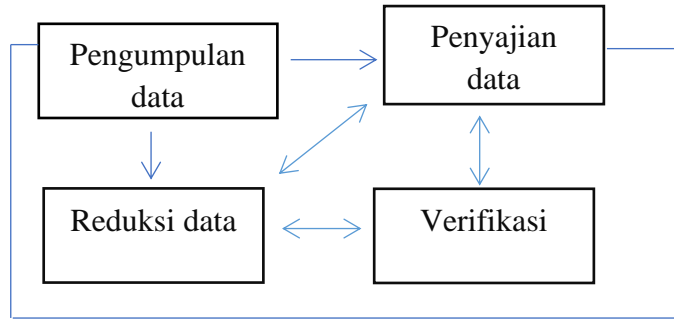 Pengumpulan
data
Penyajian
data
Reduksi data
Verifikasi